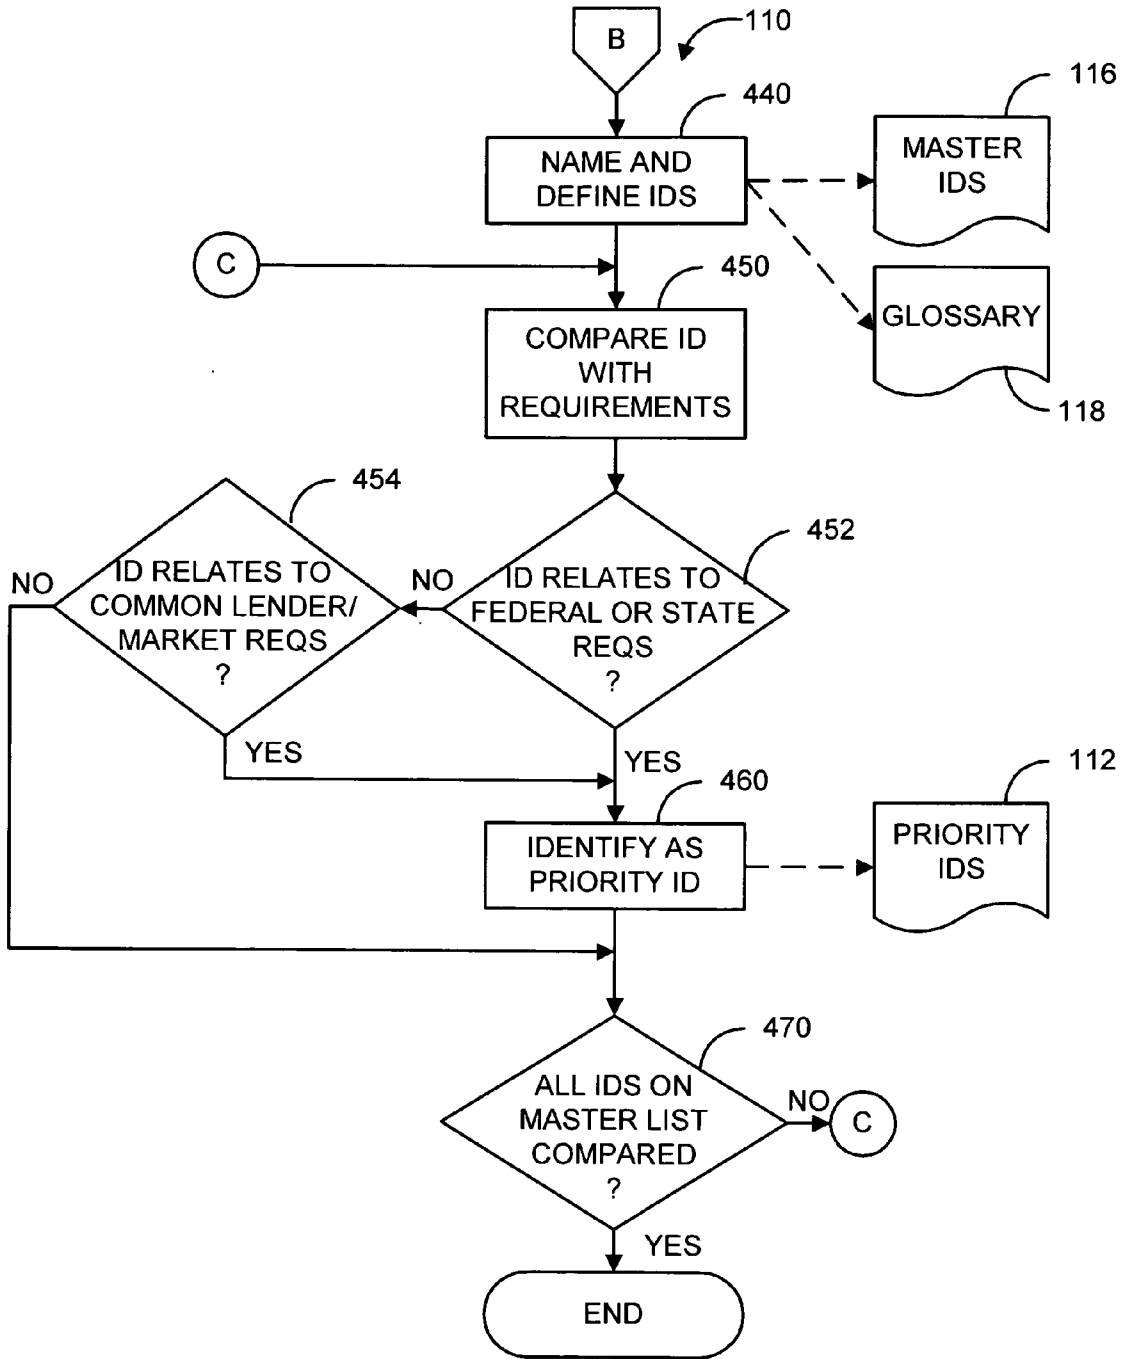 B
110
440
116
NAME AND
DEFINE IDS
MASTER
IDS
C
450
GLOSSARY
118
COMPARE ID
WITH
REQUIREMENTS
454
452
NO
ID RELATES TO
COMMON LENDER/
MARKET REQS
?
NO
ID RELATES TO
FEDERAL OR STATE
REQS
?
YES
YES
460
112
IDENTIFY AS
PRIORITY ID
PRIORITY
IDS
470
ALL IDS ON
MASTER LIST
COMPARED
?
NO
C
YES
END